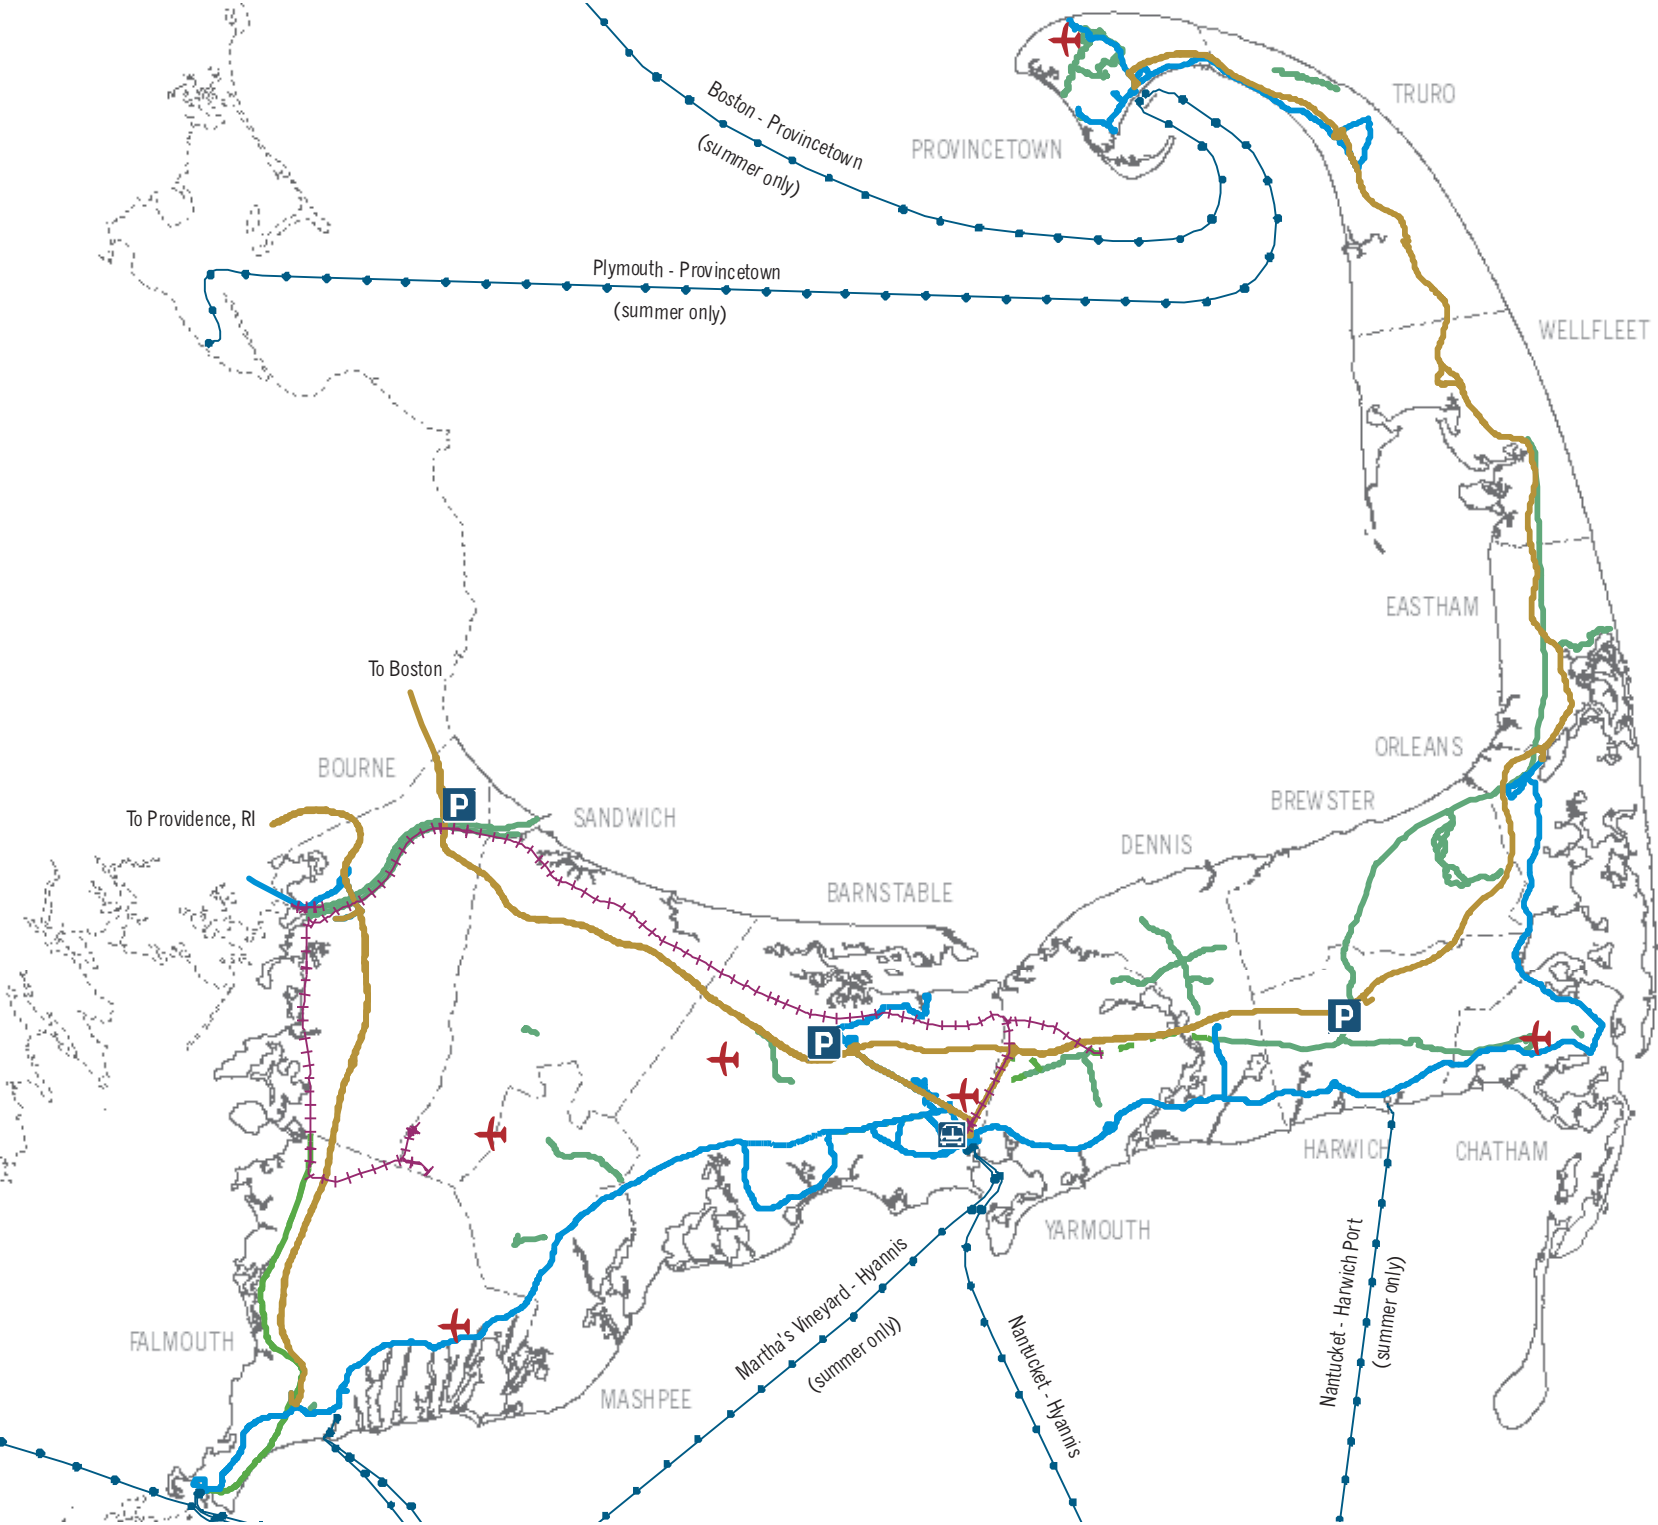 Boston - Provincetown
(summer only)
TRURO
PROVINCETOWN
Plymouth - Provincetown
(summer only)
WELLFLEET
EASTHAM
To Boston
ORLEANS
BOURNE
P
BREWSTER
To Providence, RI
SANDWICH
DENNIS
BARNSTABLE
P
P
HARWICH
CHATHAM
YARMOUTH
Martha's Vineyard - Hyannis
(summer only)
Nantucket - Hyannis
Nantucket - Harwich Port
(summer only)
FALMOUTH
MASHPEE